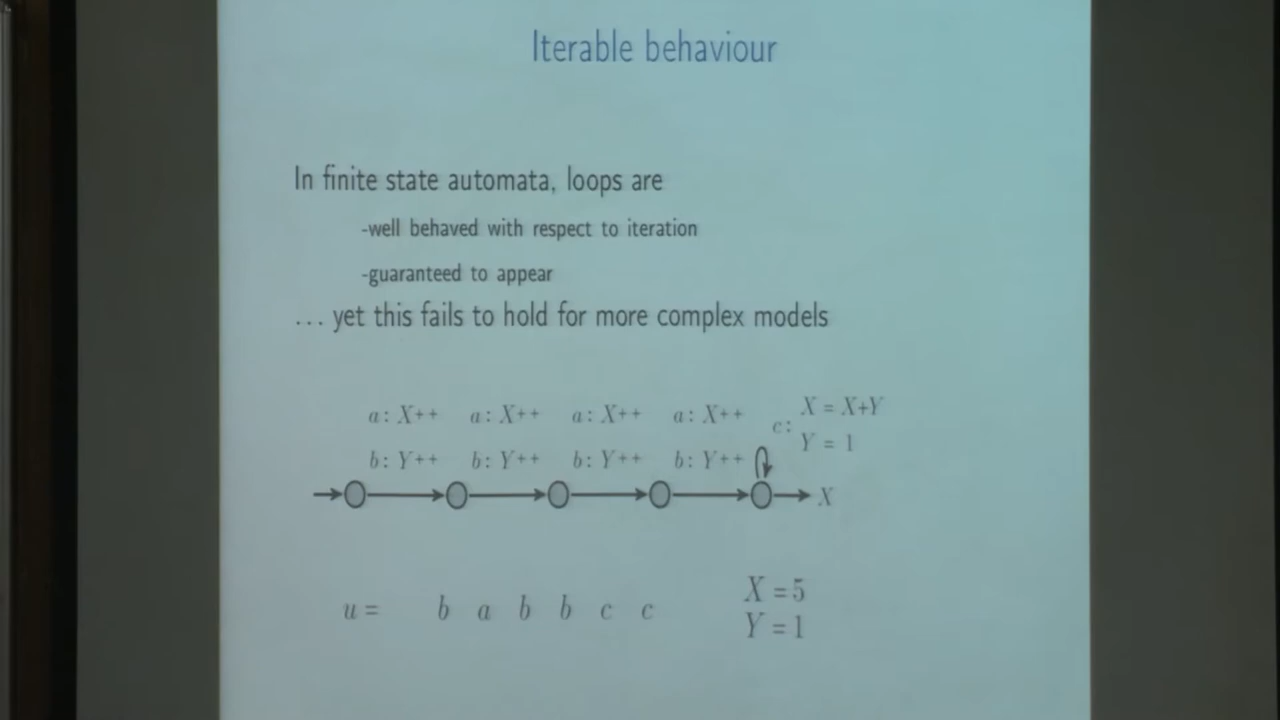 Iterable behaviour
In finite state automata, loops are
-well behaved with respect to iteration
-guaranteed to appear
... yet this fails to hold for more complex models
a: X++ a: X++ a: X++ a: X++
b: Y++ b: Y++ b: Y++ b: Y++
c: X = X+Y
Y = 1
X
u = b a b b c c
X = 5
Y = 1